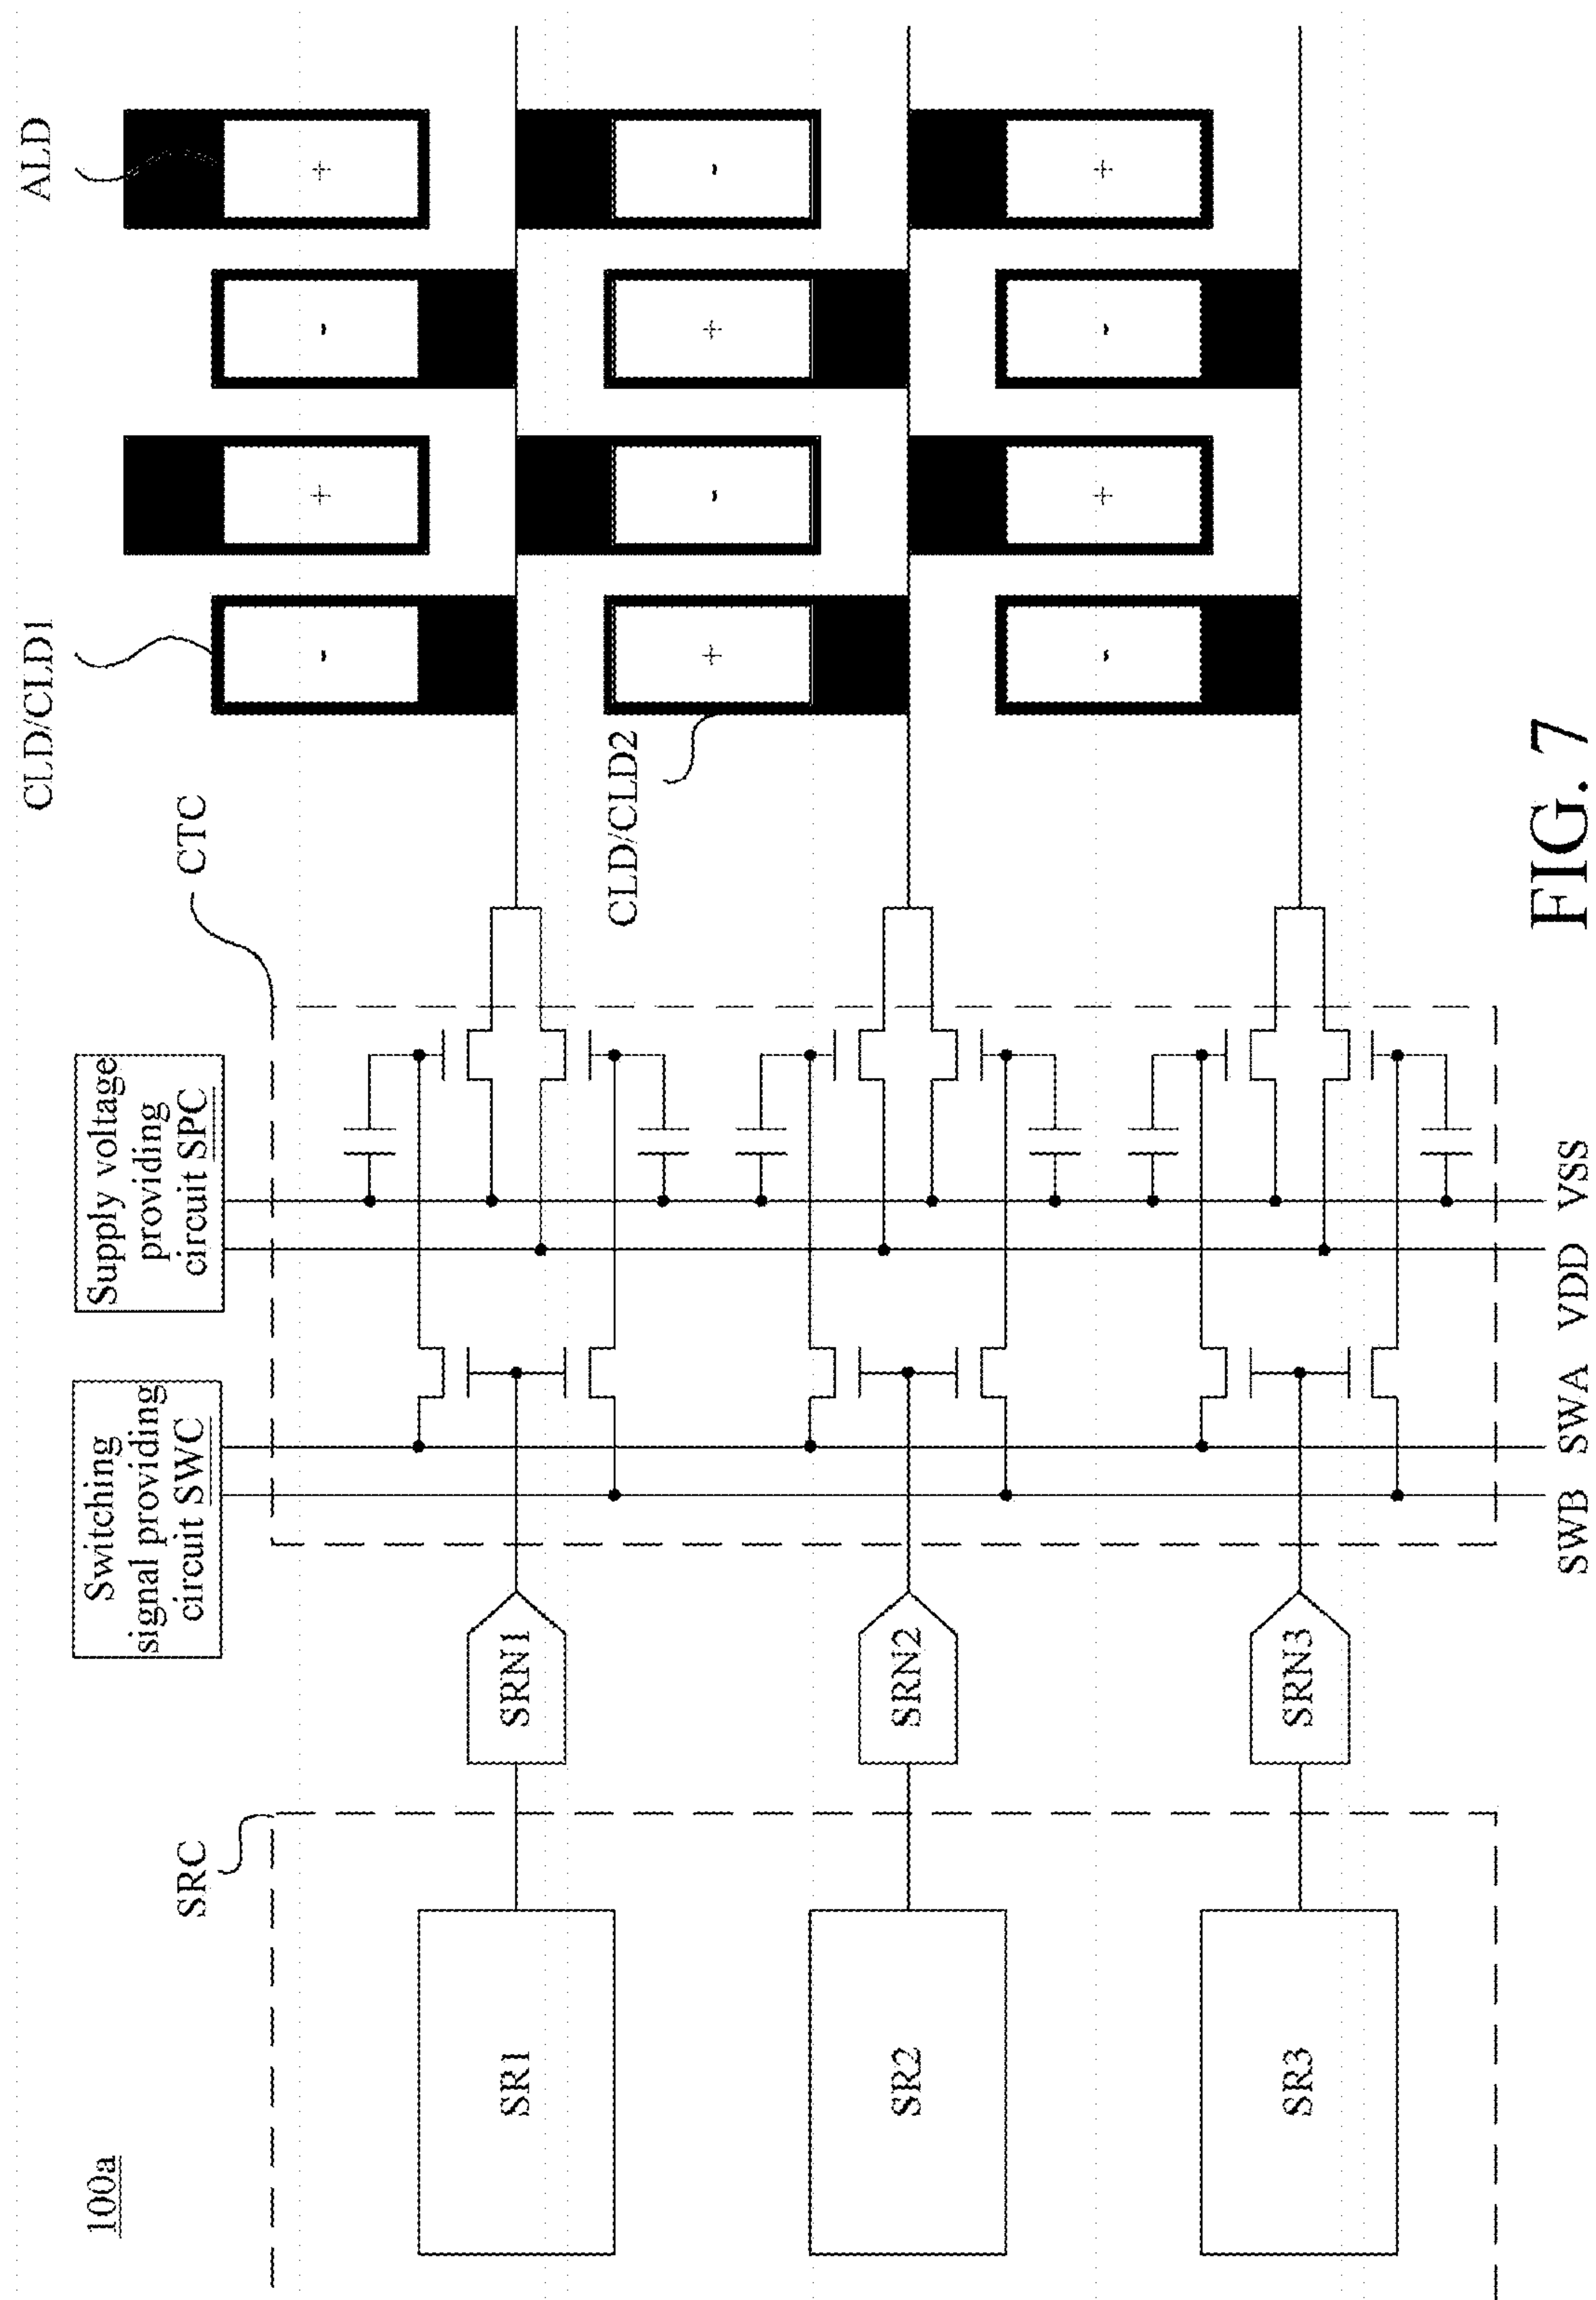 100a
SRC
SR1
SR2
SR3
SRN1
SRN2
SRN3
Switching
signal providing
circuit SWC
Supply voltage
providing
circuit SPC
SWB
SWA
VDD
VSS
CTC
CLD/CLD1
CLD/CLD2
ALD
-
+
-
+
+
-
+
-
-
+
-
+
FIG. 7